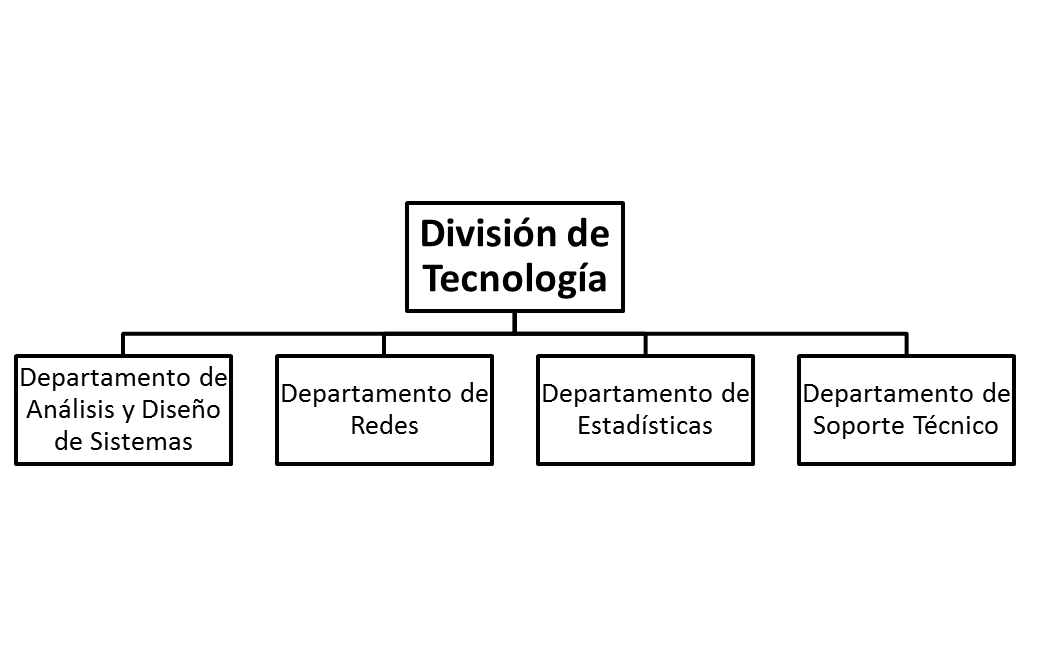 División de
Tecnología
Departamento de
Análisis y Diseño
de Sistemas
Departamento de
Redes
Departamento de
Estadísticas
Departamento de
Soporte Técnico